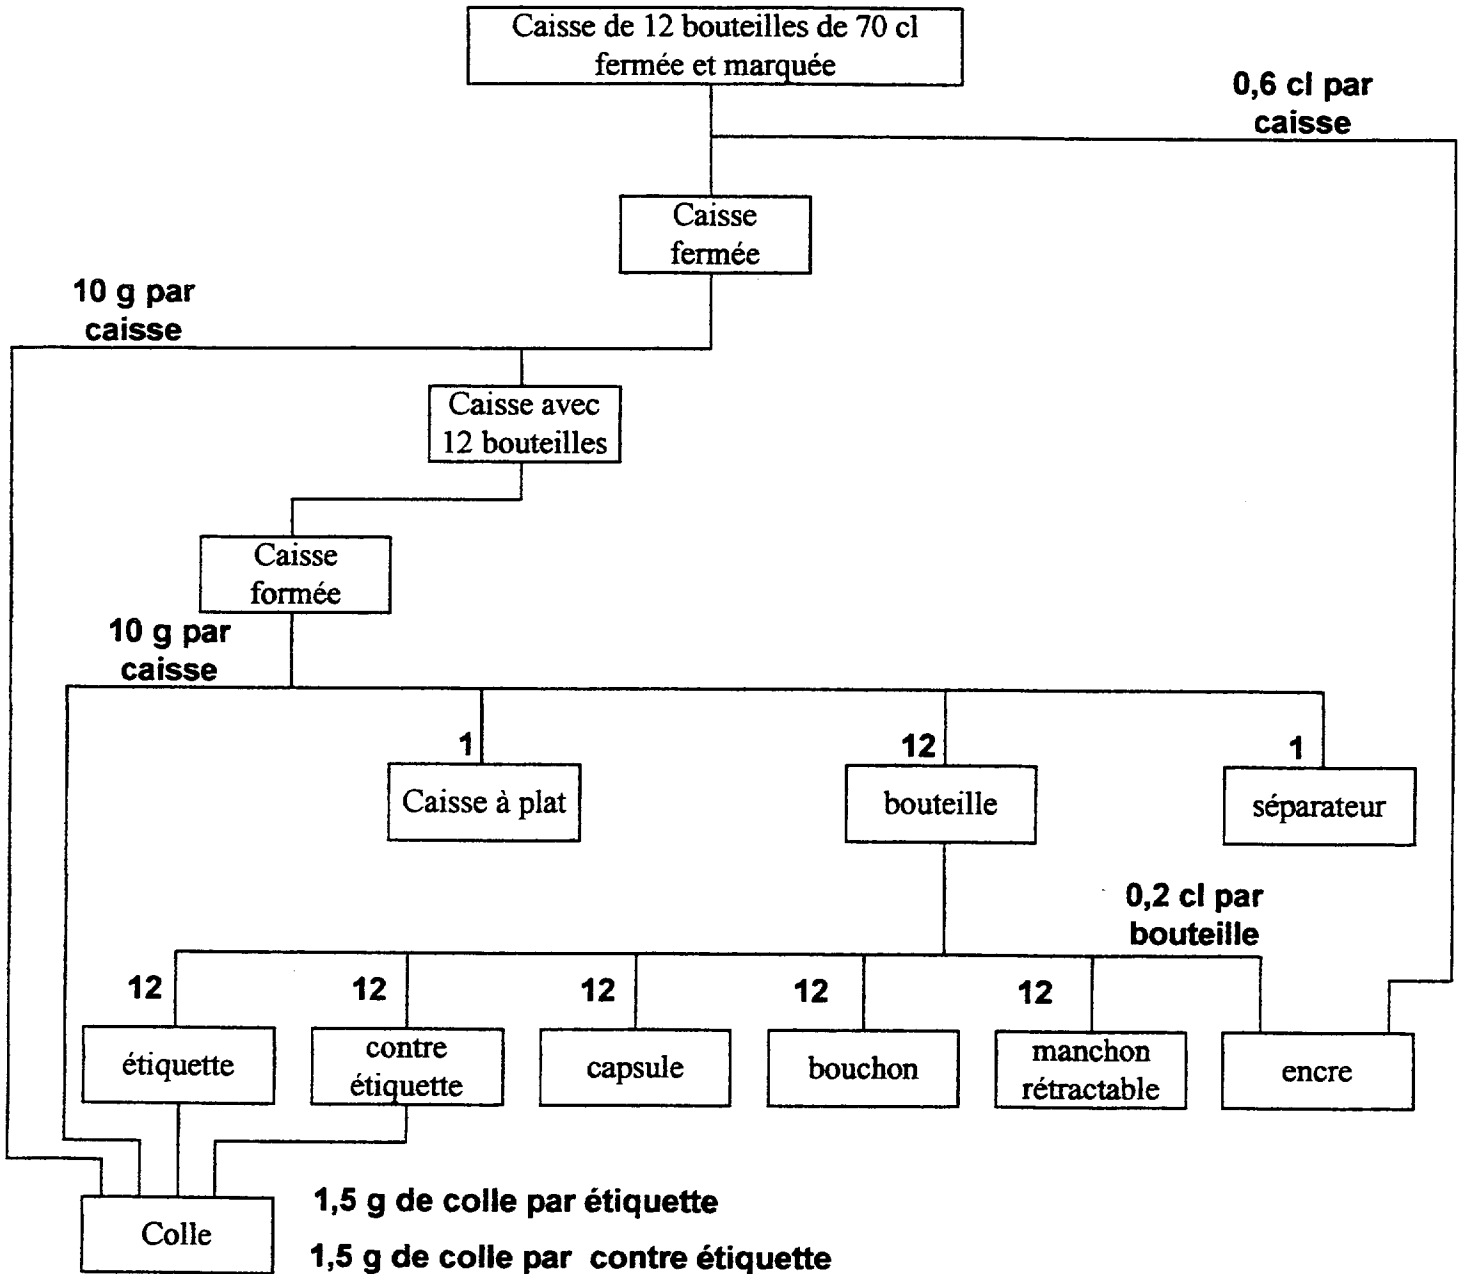 Caisse de 12 bouteilles de 70 cl
fermée et marquée
0,6 cl par
caisse
Caisse
fermée
10 g par
caisse
Caisse avec
12 bouteilles
Caisse
formée
10 g par
caisse
1
12
1
Caisse à plat
bouteille
séparateur
0,2 cl par
bouteille
12
12
12
12
12
étiquette
contre
étiquette
capsule
bouchon
manchon
rétractable
encre
Colle
1,5 g de colle par étiquette
1,5 g de colle par contre étiquette